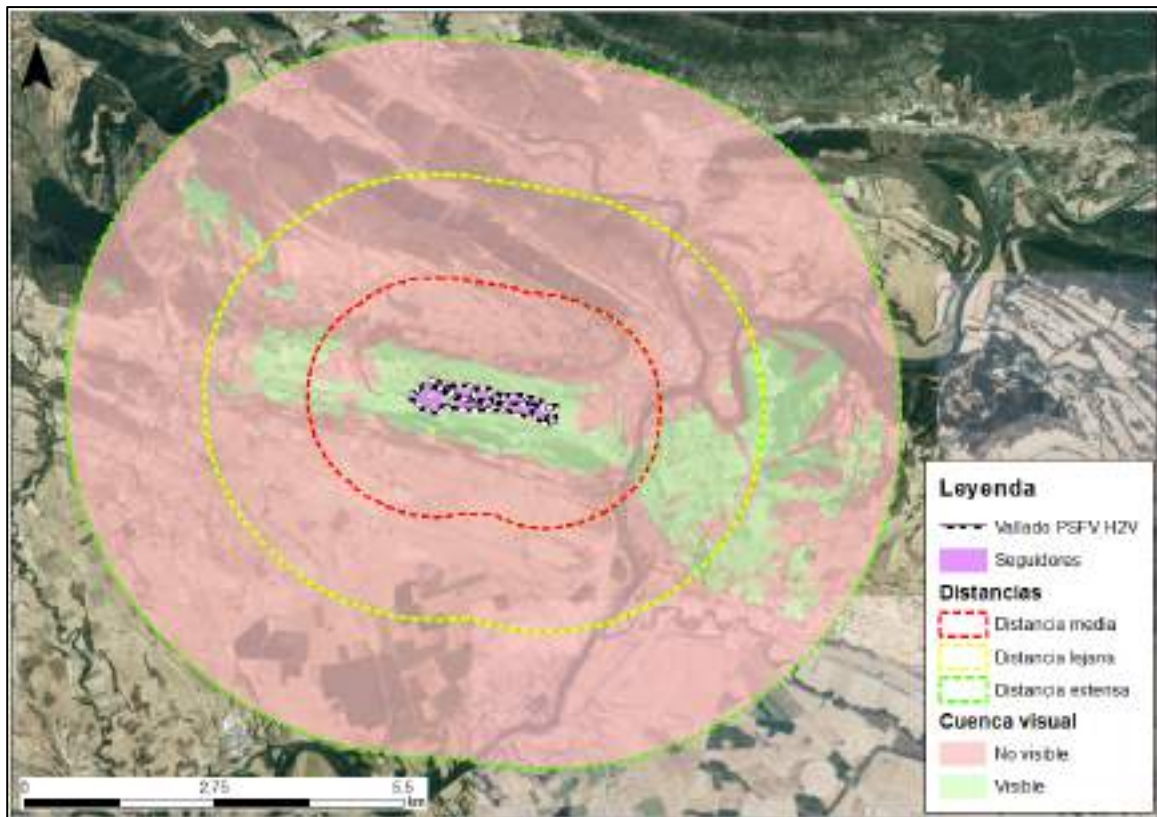 Leyenda
Vallado PSFV H2V
Seguidores
Distancias
Distancia media
Distancia lejana
Distancia extensa
Cuenca visual
No visible
Visible
0 2,75 5,5
km